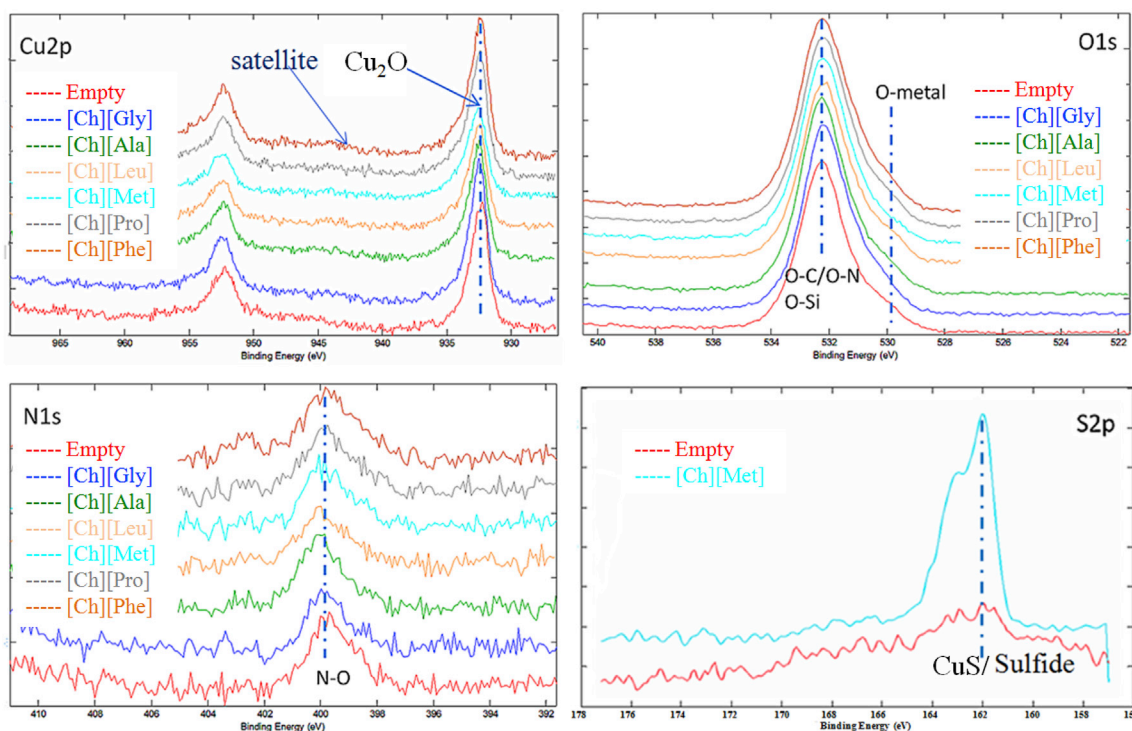 Cu2p
satellite
Cu₂O
Empty
[Ch][Gly]
[Ch][Ala]
[Ch][Leu]
[Ch][Met]
[Ch][Pro]
[Ch][Phe]
965 960 955 950 945 940 935 930
Binding Energy (eV)
O1s
O-metal
Empty
[Ch][Gly]
[Ch][Ala]
[Ch][Leu]
[Ch][Met]
[Ch][Pro]
[Ch][Phe]
O-C/O-N
O-Si
540 538 536 534 532 530 528 526 524 522
Binding Energy (eV)
N1s
Empty
[Ch][Gly]
[Ch][Ala]
[Ch][Leu]
[Ch][Met]
[Ch][Pro]
[Ch][Phe]
N-O
410 408 406 404 402 400 398 396 394 392
Binding Energy (eV)
S2p
Empty
[Ch][Met]
CuS/ Sulfide
178 176 174 172 170 168 166 164 162 160 158
Binding Energy (eV)